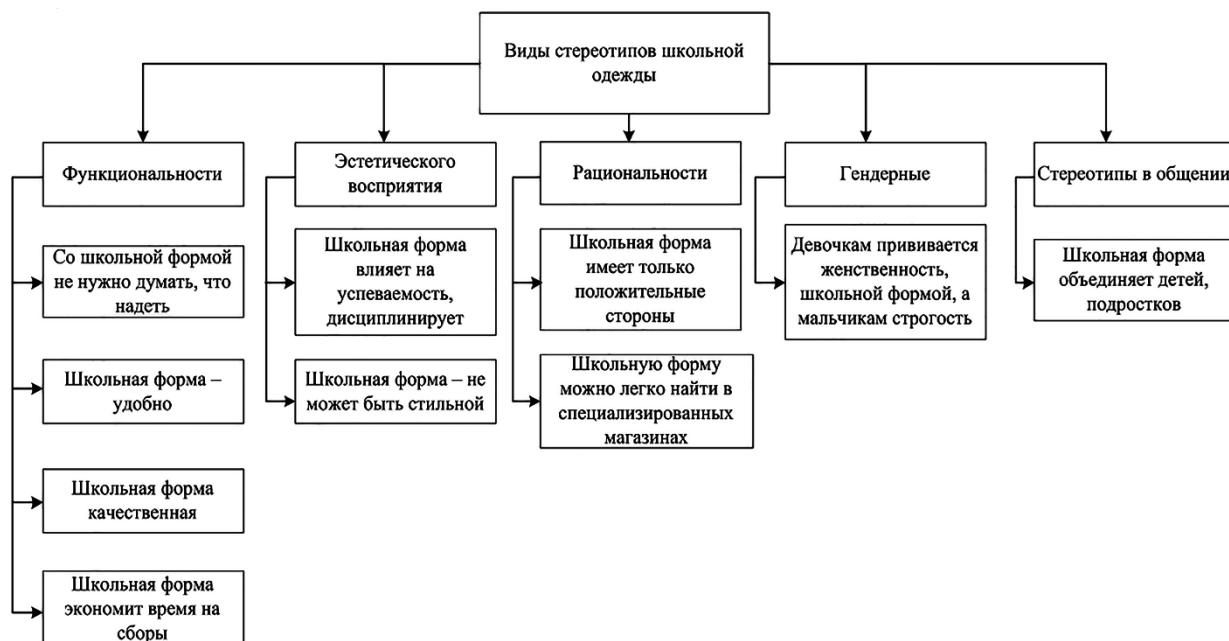 Виды стереотипов школьной
одежды
Функциональности
Эстетического
восприятия
Рациональности
Гендерные
Стереотипы в общении
Со школьной формой
не нужно думать, что
надеть
Школьная форма –
удобно
Школьная форма
качественная
Школьная форма
экономит время на
сборы
Школьная форма
влияет на
успеваемость,
дисциплинирует
Школьная форма – не
может быть стильной
Школьная форма
имеет только
положительные
стороны
Школьную форму
можно легко найти в
специализированных
магазинах
Девочкам прививается
женственность,
школьной формой, а
мальчикам строгость
Школьная форма
объединяет детей,
подростков